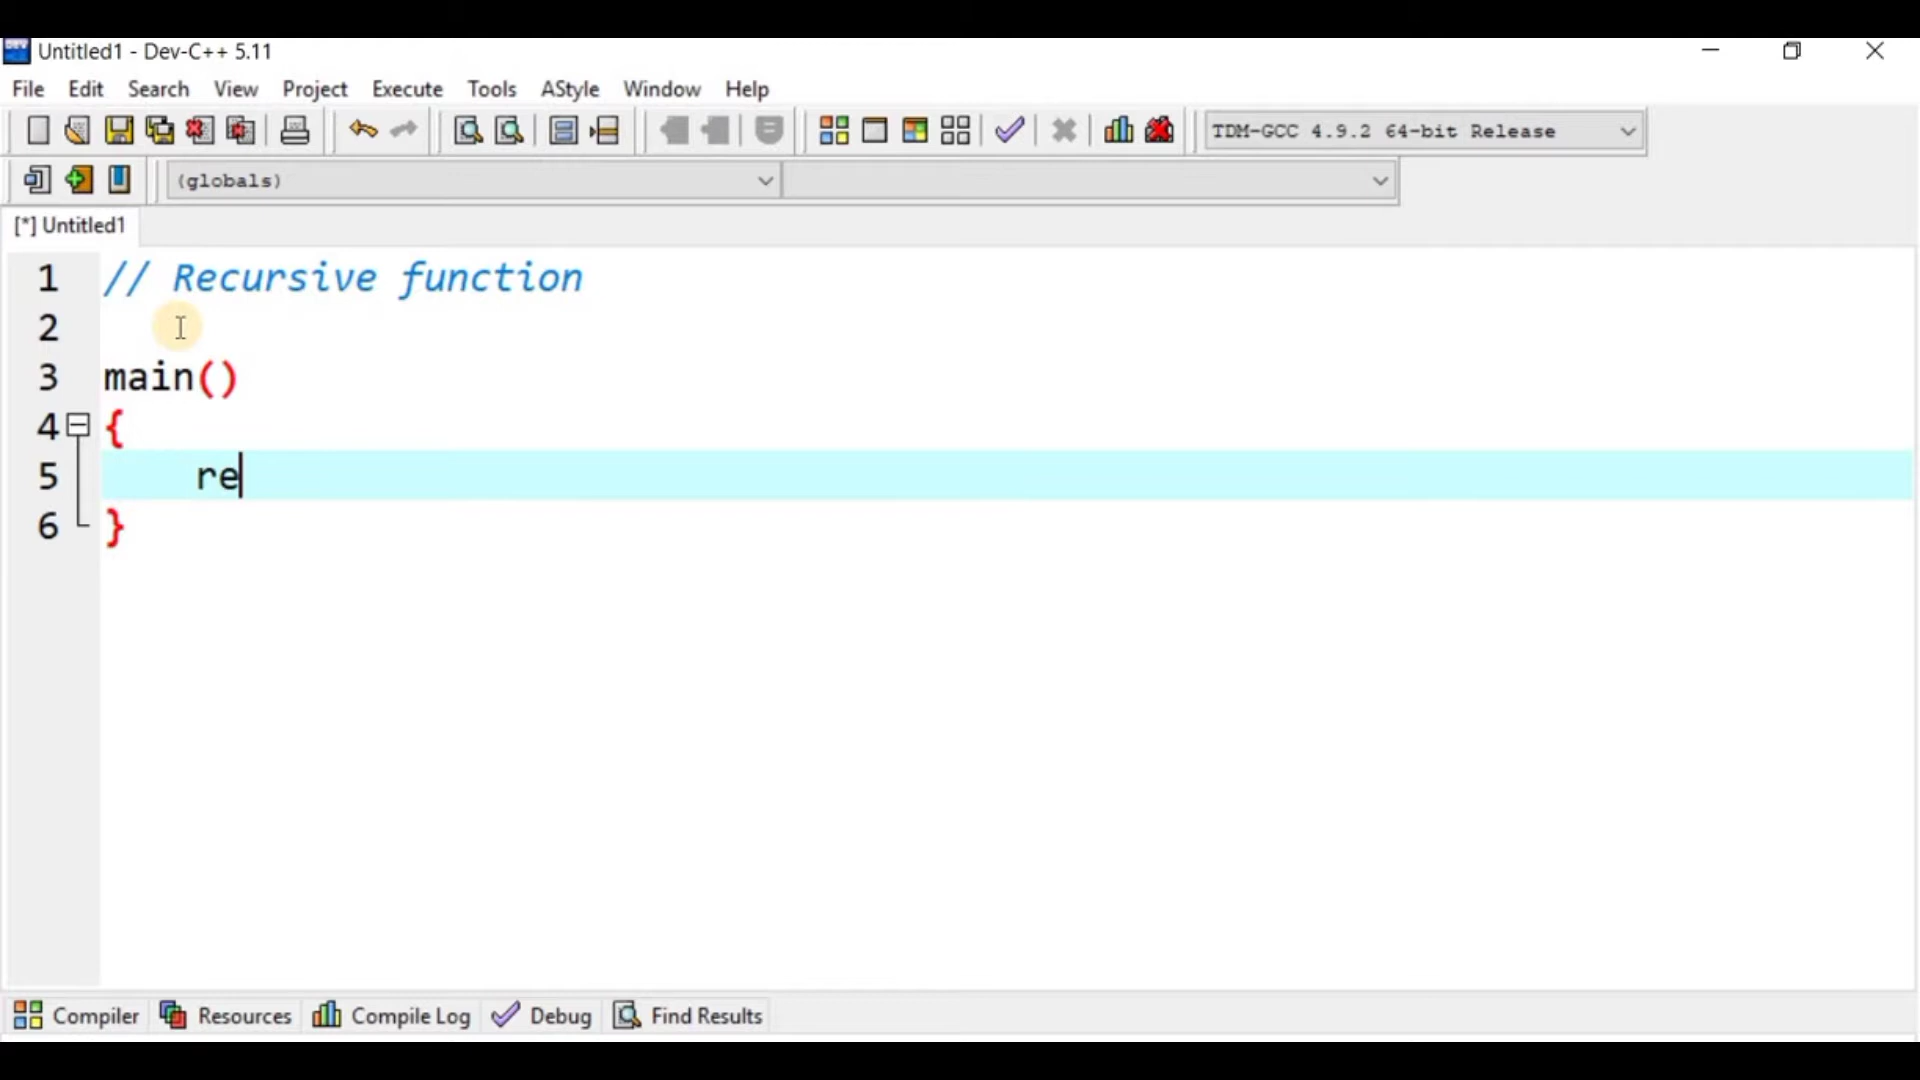 Untitled1 - Dev-C++ 5.11
File Edit Search View Project Execute Tools AStyle Window Help
TDM-GCC 4.9.2 64-bit Release
(globals)
[*] Untitled1
1 // Recursive function
2
3 main()
4 {
5 re
6 }
Compiler Resources Compile Log Debug Find Results